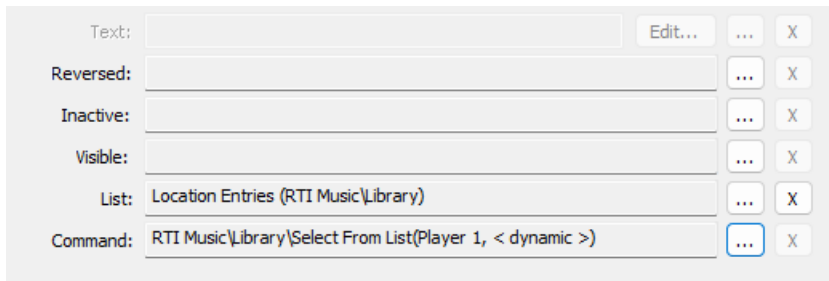 Text: Edit... ... X
Reversed: ... X
Inactive: ... X
Visible: ... X
List: Location Entries (RTI Music\Library) ... X
Command: RTI Music\Library\Select From List(Player 1, < dynamic >) ... X